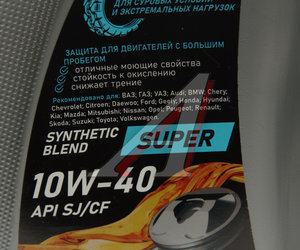 ДЛЯ СУРОВЫХ УСЛОВИЙ
И ЭКСТРЕМАЛЬНЫХ НАГРУЗОК
ЗАЩИТА ДЛЯ ДВИГАТЕЛЕЙ С БОЛЬШИМ
ПРОБЕГОМ
отличные моющие свойства
стойкость к окислению
снижает трение
Рекомендовано для: ВАЗ; ГАЗ; УАЗ; Audi; BMW; Chery;
Chevrolet; Citroen; Daewoo; Ford; Geely; Honda; Hyundai;
Kia; Mazda; Mitsubishi; Nissan; Opel; Peugeot; Renault;
Skoda; Suzuki; Toyota; Volkswagen.
SYNTHETIC
BLEND
SUPER
10W-40
API SJ/CF